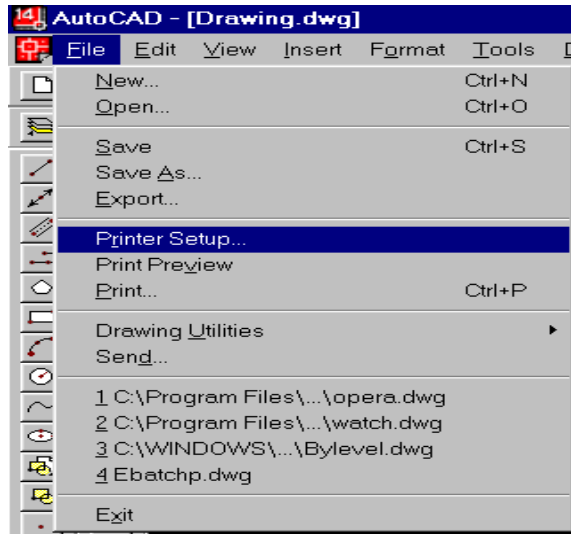 14 AutoCAD - [Drawing.dwg]
File Edit View Insert Format Tools
New... Ctrl+N
Open... Ctrl+O
Save Ctrl+S
Save As...
Export...
Printer Setup...
Print Preview
Print... Ctrl+P
Drawing Utilities
Send...
1 C:\Program Files\...\opera.dwg
2 C:\Program Files\...\watch.dwg
3 C:\WINDOWS\...\Bylevel.dwg
4 Ebatchp.dwg
Exit